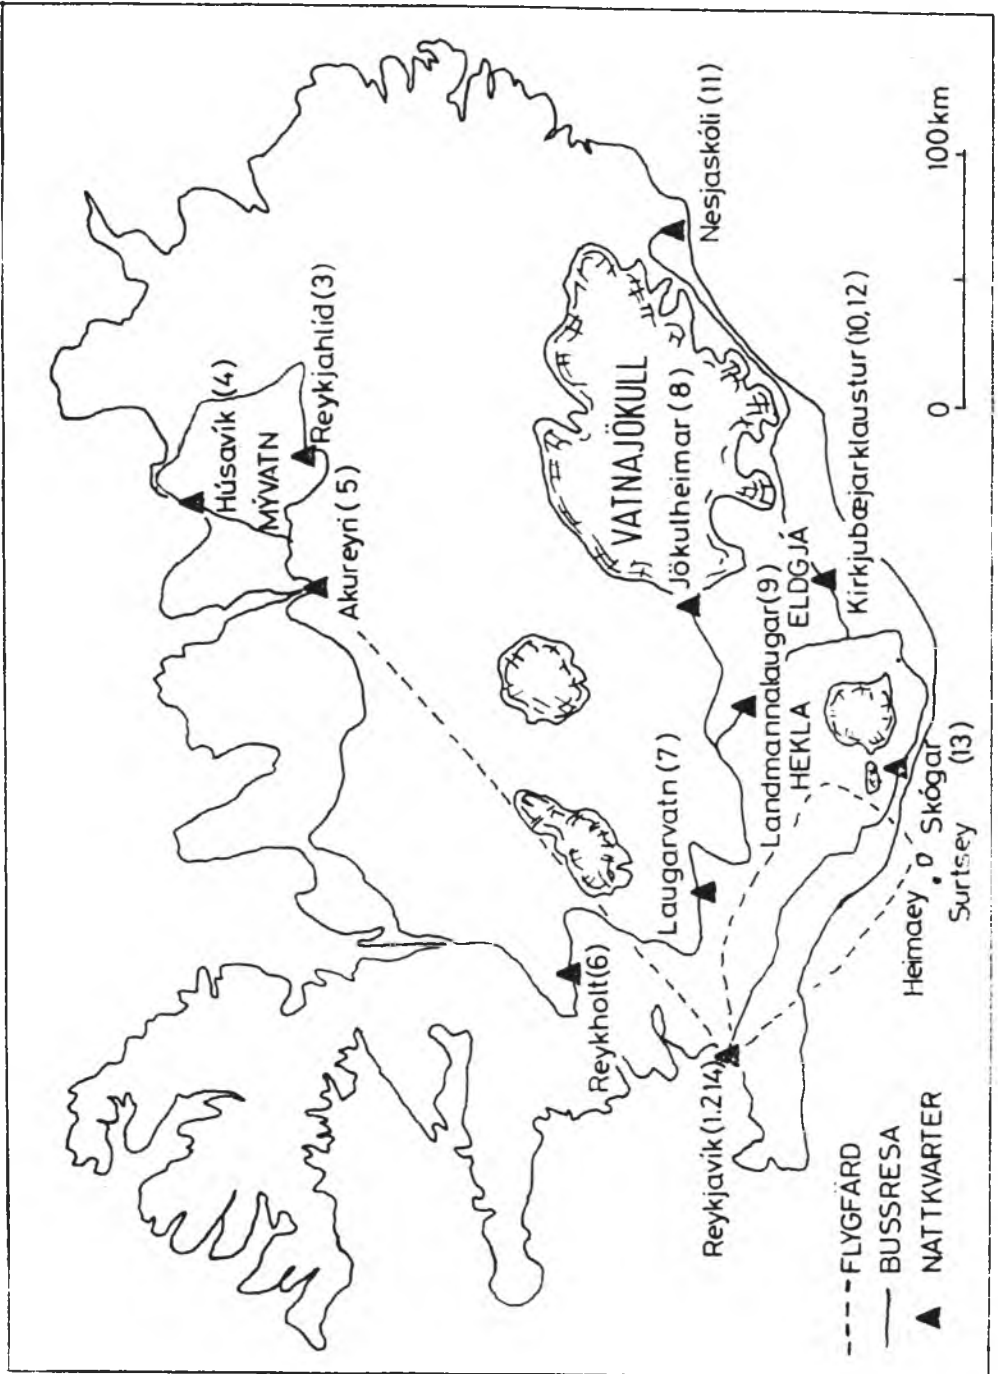 Húsavík (4)
MÝVATN
Reykjahlíd (3)
Akureyri (5)
VATNAJÖKULL
Jökulheimar (8)
Nesjaskóli (11)
Reykholt (6)
Laugarvatn (7)
Landmannalaugar (9)
HEKLA
ELDGJÁ
Kirkjubæjarklaustur (10,12)
Reykjavík (1.2 14)
Heimaey
Skógar
(13)
Surtsey
0
100 km
FLYGFÄRD
BUSSRESA
NATTKVARTER